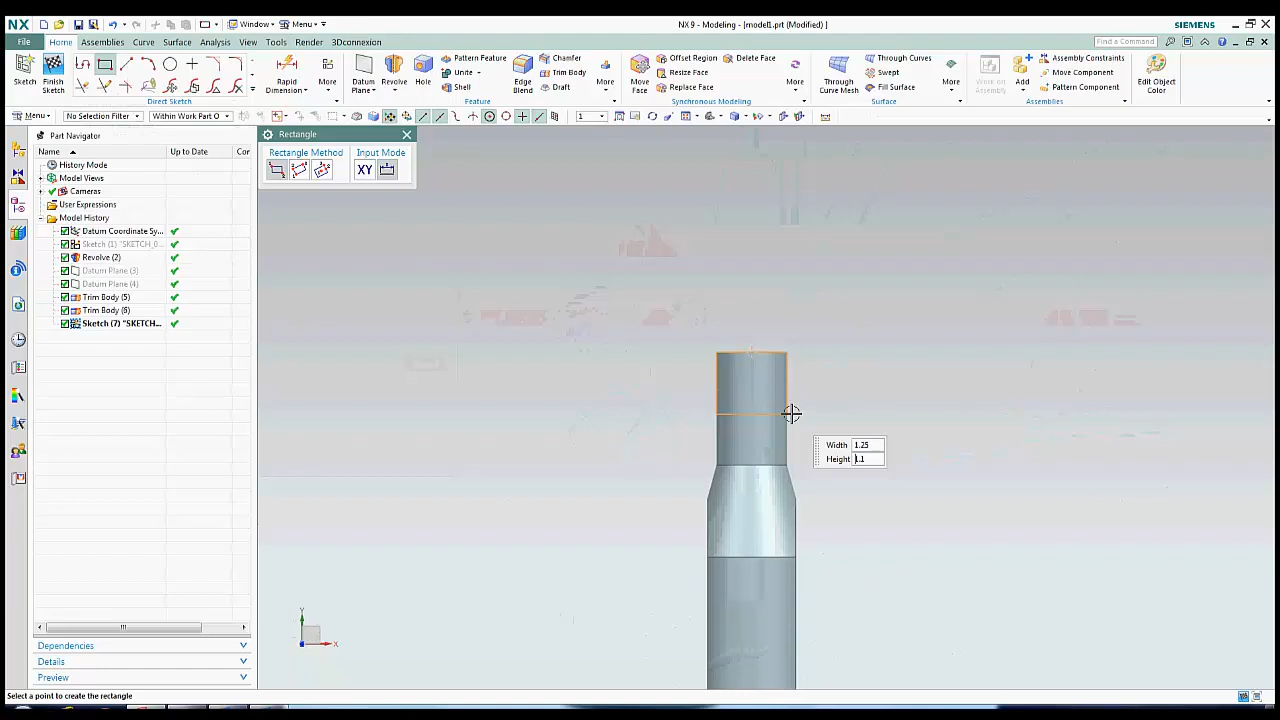 NX
Window
Menu
NX 9 - Modeling - [model1.prt (Modified) ]
SIEMENS
File
Home
Assemblies
Curve
Surface
Analysis
View
Tools
Render
3Dconnexion
Find a Command
Sketch
Finish Sketch
Direct Sketch
Rapid Dimension
More
Datum Plane
Revolve
Hole
Pattern Feature
Unite
Shell
Edge Blend
Chamfer
Trim Body
Draft
More
Feature
Move Face
Offset Region
Resize Face
Replace Face
Delete Face
More
Synchronous Modeling
Through Curve Mesh
Through Curves
Swept
Fill Surface
More
Surface
Work on Assembly
Add
Assembly Constraints
Move Component
Pattern Component
Assemblies
Edit Object Color
Menu
No Selection Filter
Within Work Part O
1
Part Navigator
Name
Up to Date
Cor
History Mode
Model Views
Cameras
User Expressions
Model History
Datum Coordinate Sy...
Sketch (1) "SKETCH_0...
Revolve (2)
Datum Plane (3)
Datum Plane (4)
Trim Body (5)
Trim Body (6)
Sketch (7) "SKETCH...
Dependencies
Details
Preview
Rectangle
Rectangle Method
Input Mode
XY
Width 1.25
Height 1.1
Y
X
Select a point to create the rectangle